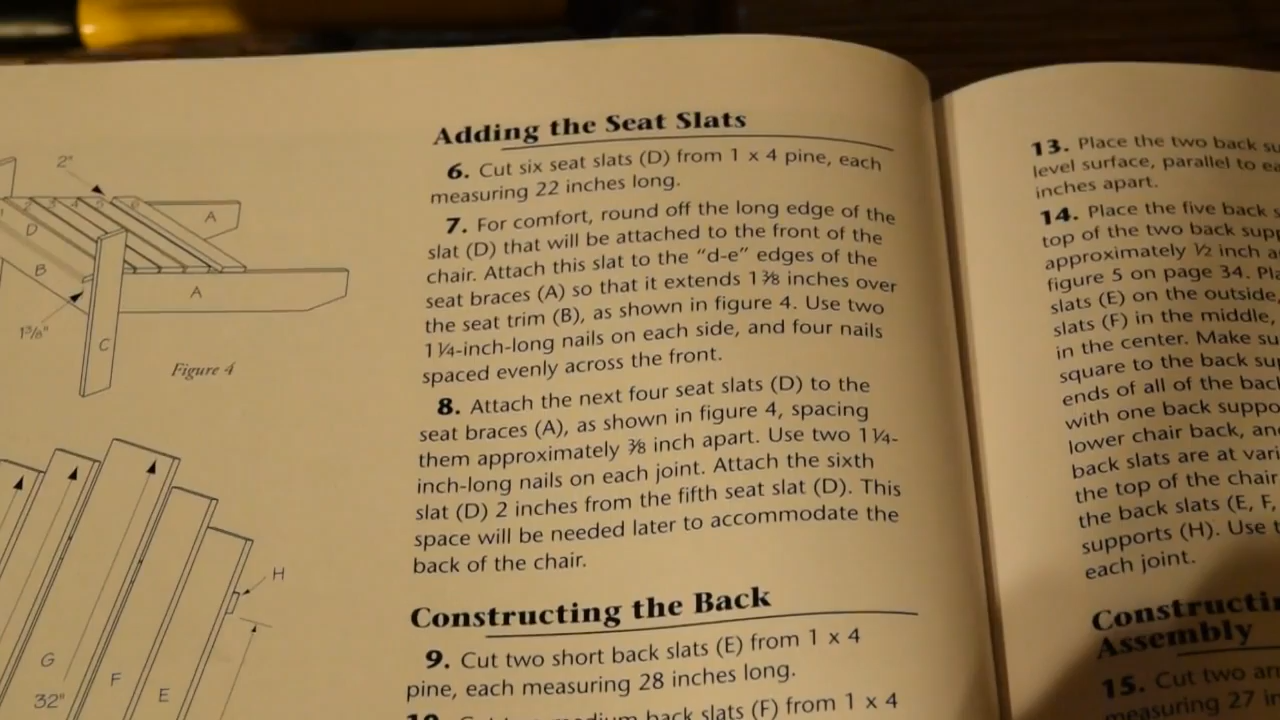 2"
A
D
B
A
1⅜"
C
Figure 4
H
G
F
E
32"
Adding the Seat Slats
6. Cut six seat slats (D) from 1 x 4 pine, each
measuring 22 inches long.
7. For comfort, round off the long edge of the
slat (D) that will be attached to the front of the
chair. Attach this slat to the “d-e” edges of the
seat braces (A) so that it extends 1⅜ inches over
the seat trim (B), as shown in figure 4. Use two
1¼-inch-long nails on each side, and four nails
spaced evenly across the front.
8. Attach the next four seat slats (D) to the
seat braces (A), as shown in figure 4, spacing
them approximately ⅜ inch apart. Use two 1¼-
inch-long nails on each joint. Attach the sixth
slat (D) 2 inches from the fifth seat slat (D). This
space will be needed later to accommodate the
back of the chair.
Constructing the Back
9. Cut two short back slats (E) from 1 x 4
pine, each measuring 28 inches long.
back slats (F) from 1 x 4
13. Place the two back
level surface, parallel to
inches apart.
14. Place the five back
top of the two back
approximately ½ inch
figure 5 on page 34.
slats (E) on the outside,
slats (F) in the middle,
in the center. Make
square to the back
ends of all of the
with one back
lower chair back,
back slats are at
the top of the chair
the back slats (E, F,
supports (H). Use
each joint.
Assembly
15. Cut two
measuring 27